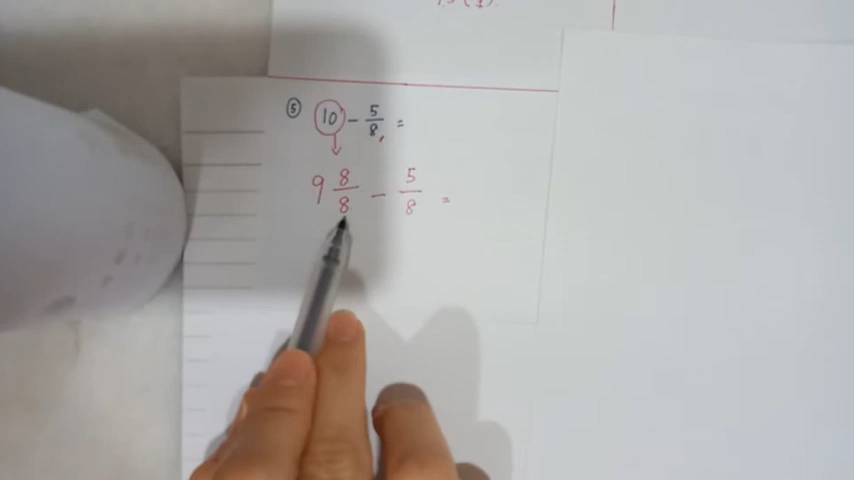 ⑤ 10 - 5/8 =
9 8/8 - 5/8 =